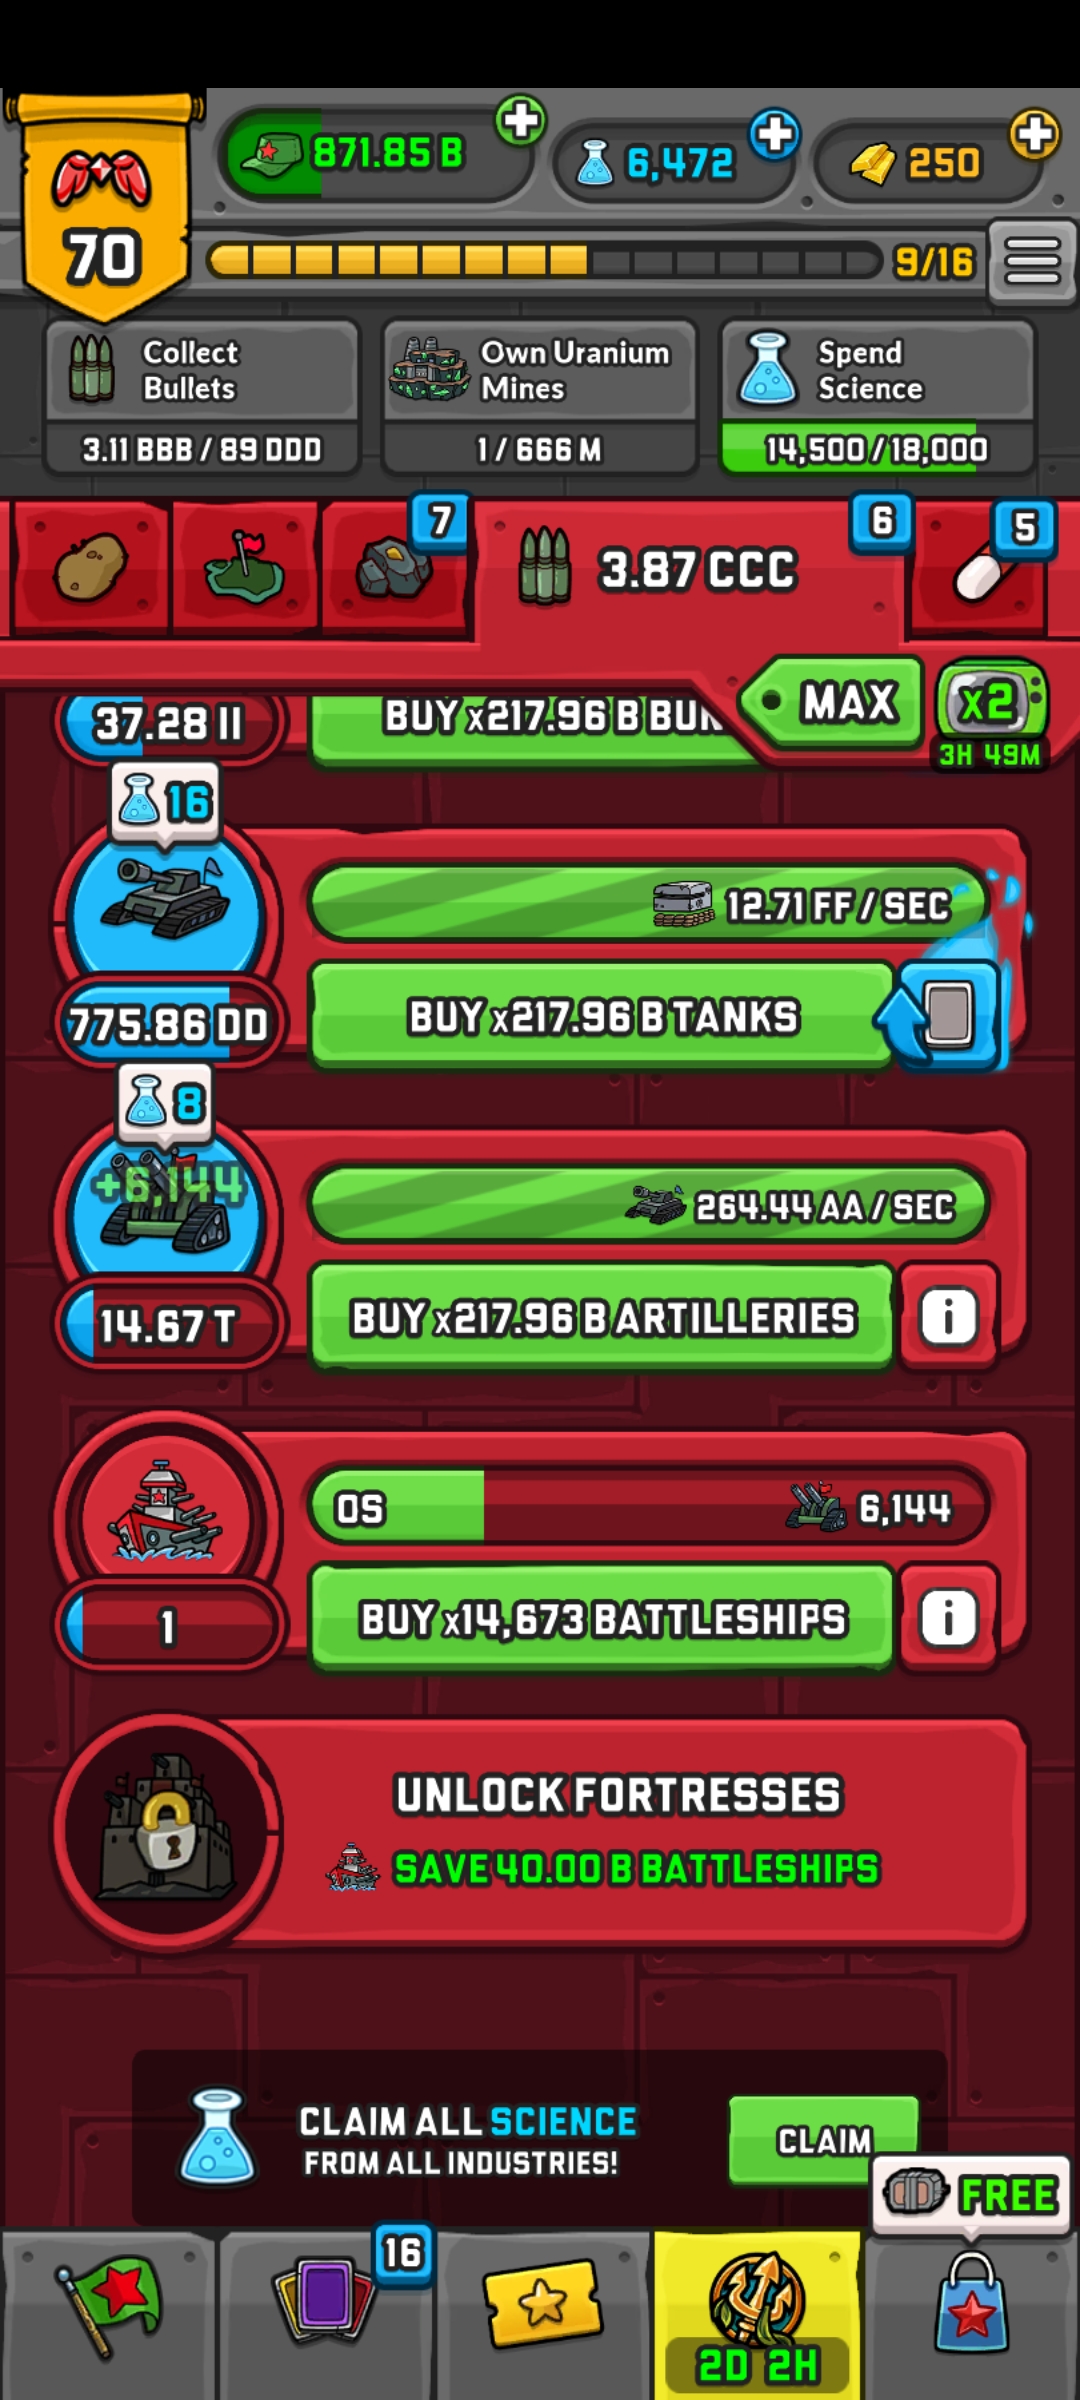 70
871.85 B
6,472
250
9/16
Collect
Bullets
3.11 BBB / 89 DDD
Own Uranium
Mines
1 / 666 M
Spend
Science
14,500/18,000
7
3.87 CCC
6
5
MAX
x2
3H 49M
37.28 II
BUY x217.96 B
16
12.71 FF / SEC
775.86 DD
BUY x217.96 B TANKS
8
+6,144
264.44 AA / SEC
14.67 T
BUY x217.96 B ARTILLERIES
0S
6,144
1
BUY x14,673 BATTLESHIPS
UNLOCK FORTRESSES
SAVE 40.00 B BATTLESHIPS
CLAIM ALL SCIENCE
FROM ALL INDUSTRIES!
CLAIM
FREE
16
2D 2H